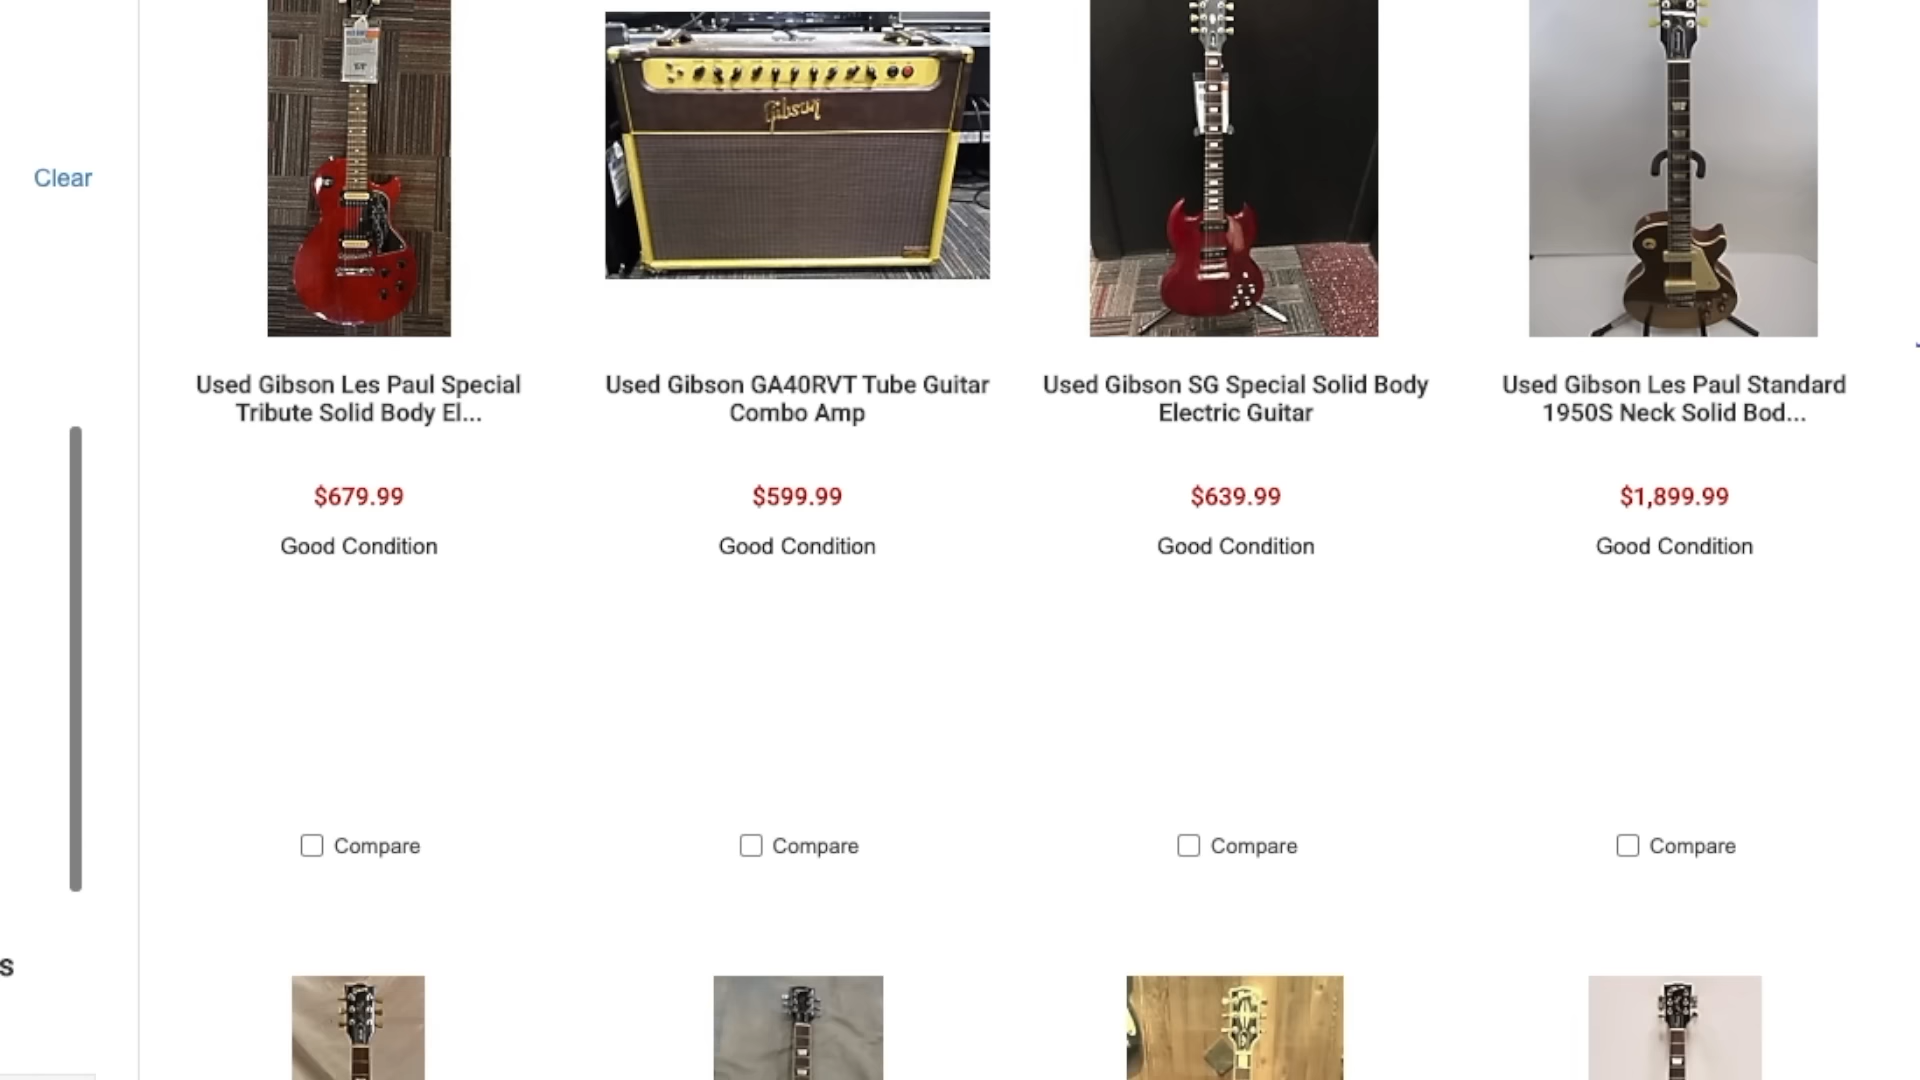 Clear
Gibson
Used Gibson Les Paul Special
Tribute Solid Body El...
$679.99
Good Condition
Compare
Used Gibson GA40RVT Tube Guitar
Combo Amp
$599.99
Good Condition
Compare
Used Gibson SG Special Solid Body
Electric Guitar
$639.99
Good Condition
Compare
Used Gibson Les Paul Standard
1950S Neck Solid Bod...
$1,899.99
Good Condition
Compare
s